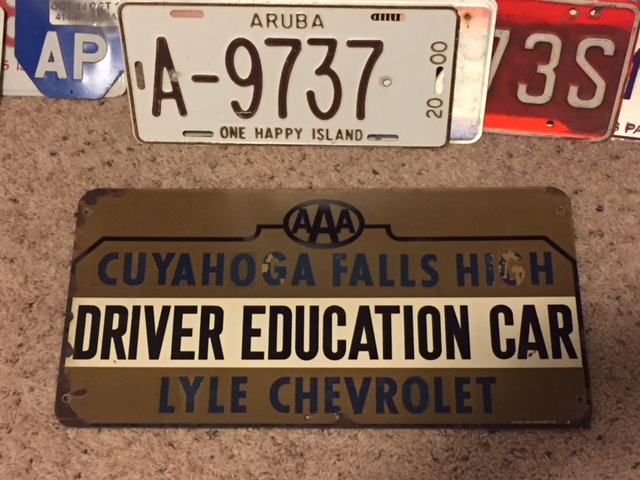 AP
ARUBA
A-9737
20 00
ONE HAPPY ISLAND
73S
AAA
CUYAHOGA FALLS HIGH
DRIVER EDUCATION CAR
LYLE CHEVROLET